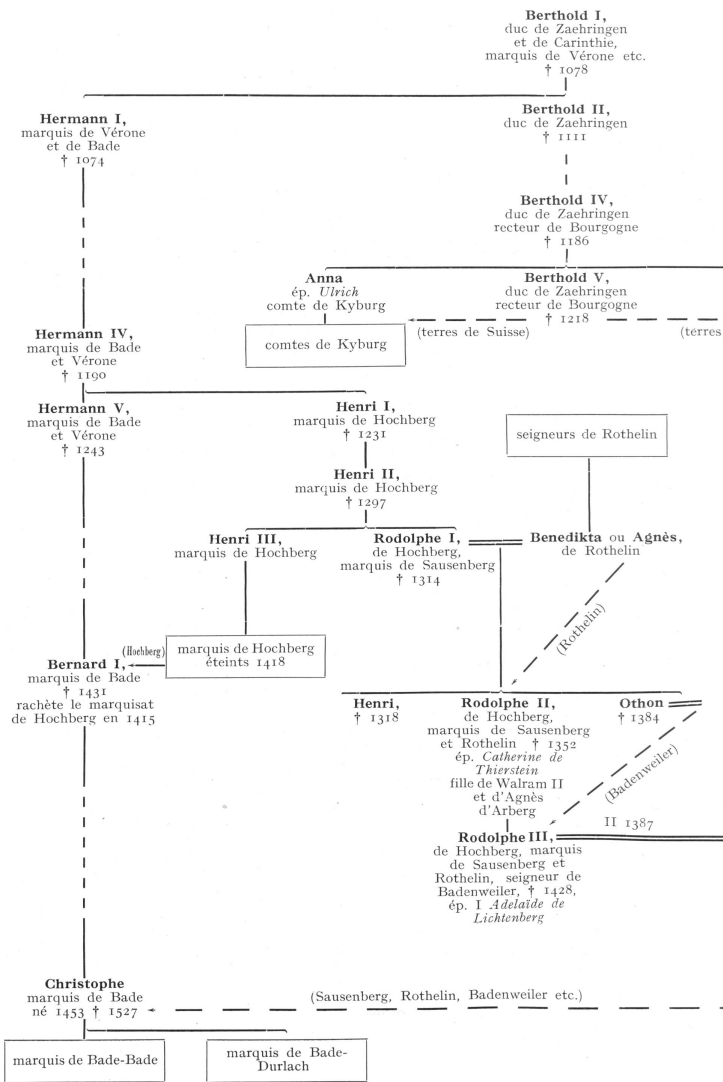 Berthold I,
duc de Zaehringen
et de Carinthie,
marquis de Vérone etc.
† 1078
Hermann I,
marquis de Vérone
et de Bade
† 1074
Berthold II,
duc de Zaehringen
† 1111
Berthold IV,
duc de Zaehringen
recteur de Bourgogne
† 1186
Anna
ép. Ulrich
comte de Kyburg
Berthold V,
duc de Zaehringen
recteur de Bourgogne
† 1218
(terres de Suisse)
(terres
comtes de Kyburg
Hermann IV,
marquis de Bade
et Vérone
† 1190
Hermann V,
marquis de Bade
et Vérone
† 1243
Henri I,
marquis de Hochberg
† 1231
seigneurs de Rothelin
Henri II,
marquis de Hochberg
† 1297
Henri III,
marquis de Hochberg
Rodolphe I,
de Hochberg,
marquis de Sausenberg
† 1314
Benedikta ou Agnès,
de Rothelin
(Rothelin)
(Hochberg)
marquis de Hochberg
éteints 1418
Bernard I,
marquis de Bade
† 1431
rachète le marquisat
de Hochberg en 1415
Henri,
† 1318
Rodolphe II,
de Hochberg,
marquis de Sausenberg
et Rothelin † 1352
ép. Catherine de
Thierstein
fille de Walram II
et d'Agnès
d'Arberg
Othon
† 1384
(Badenweiler)
II 1387
Rodolphe III,
de Hochberg, marquis
de Sausenberg et
Rothelin, seigneur de
Badenweiler, † 1428,
ép. I Adelaïde de
Lichtenberg
Christophe
marquis de Bade
né 1453 † 1527
(Sausenberg, Rothelin, Badenweiler etc.)
marquis de Bade-Bade
marquis de Bade-
Durlach